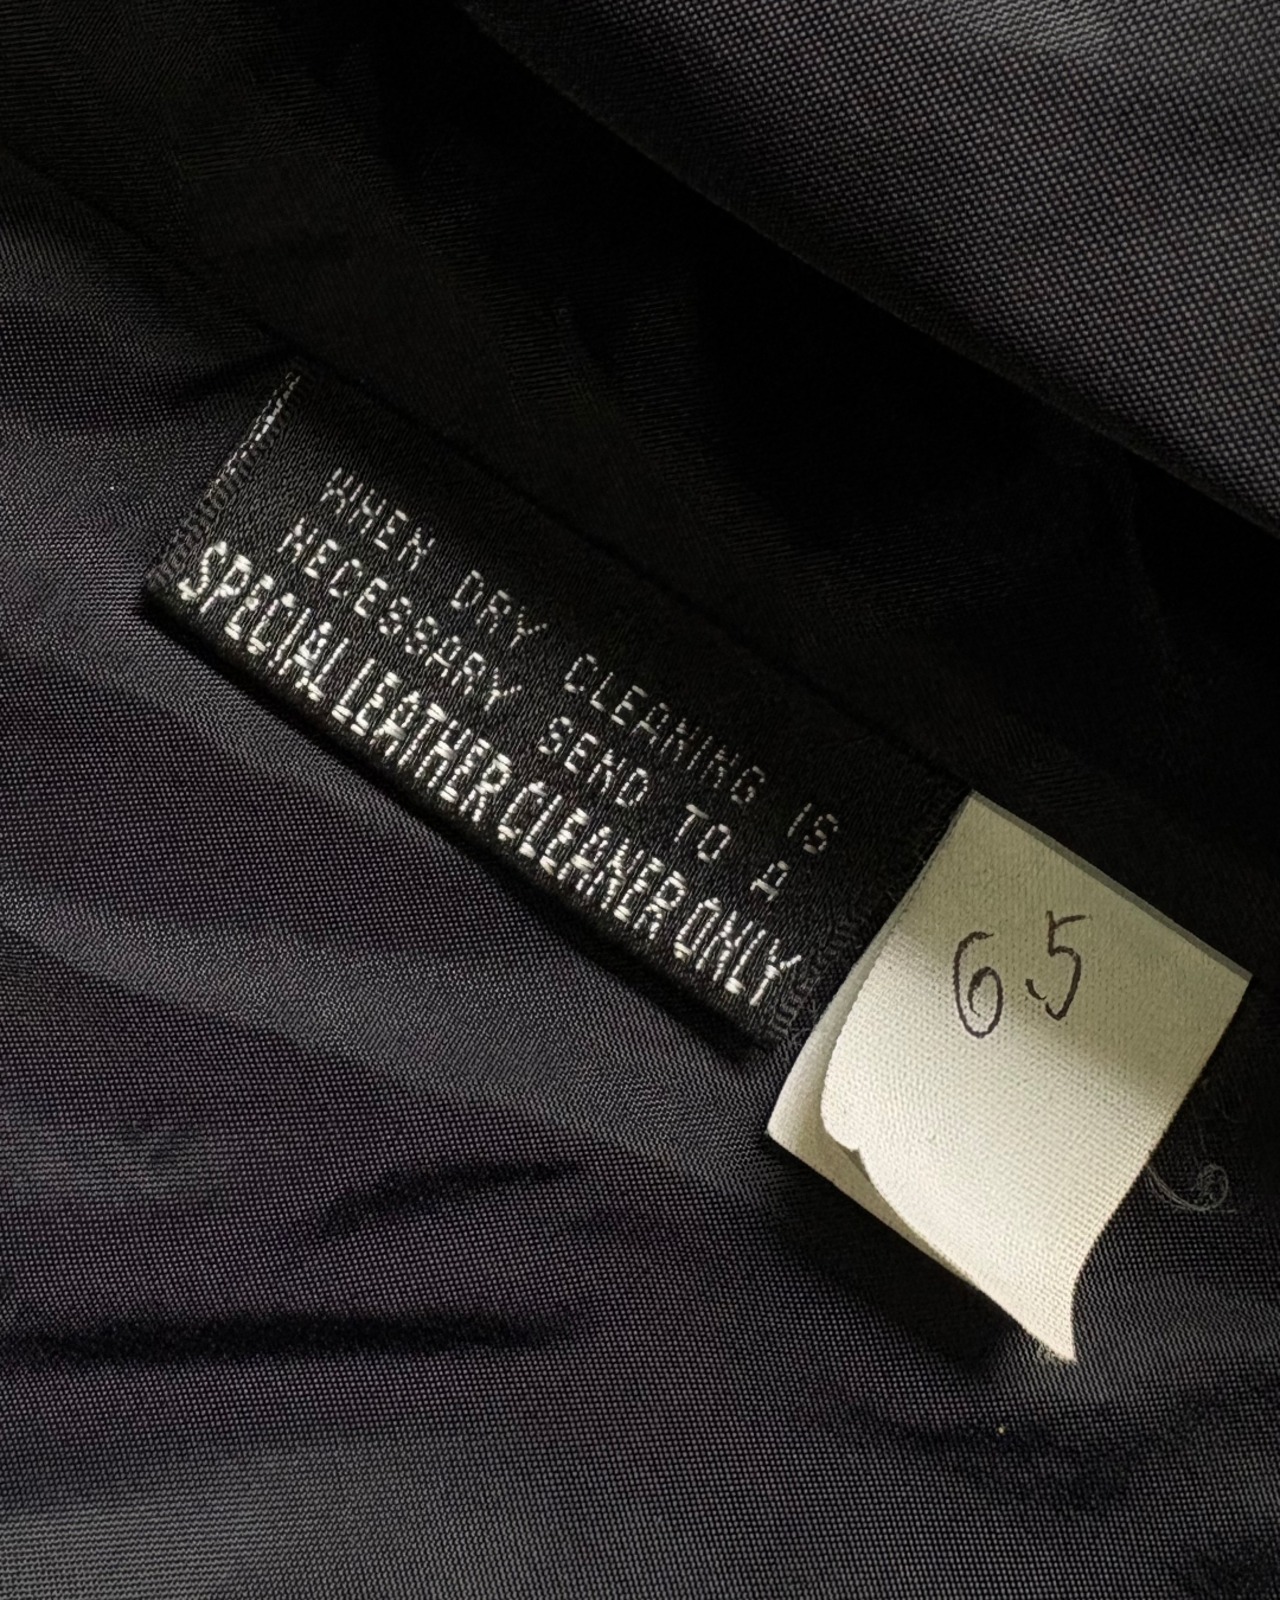 WHEN DRY CLEANING IS
NECESSARY SEND TO A
SPECIAL LEATHER CLEANER ONLY
65